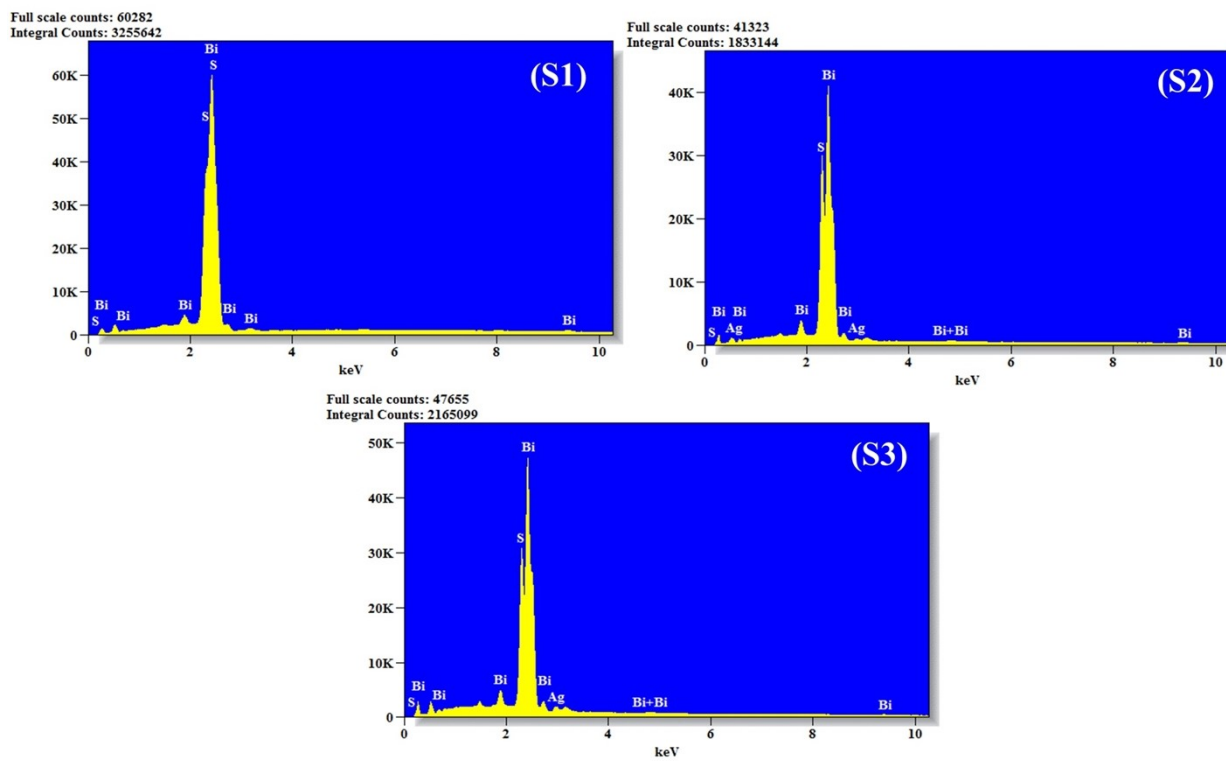 Full scale counts: 60282
Integral Counts: 3255642
Bi
S
(S1)
60K
S
50K
40K
30K
20K
10K
Bi
Bi
Bi
Bi
Bi
Bi
S
0
0
2
4
6
8
10
keV
Full scale counts: 41323
Integral Counts: 1833144
Bi
(S2)
40K
S
30K
20K
10K
Bi
Bi
Bi
Bi
S
Ag
Ag
Bi+Bi
Bi
0
0
2
4
6
8
10
keV
Full scale counts: 47655
Integral Counts: 2165099
Bi
(S3)
50K
40K
S
30K
20K
10K
Bi
Bi
Bi
Bi
S
Ag
Bi+Bi
Bi
0
0
2
4
6
8
10
keV